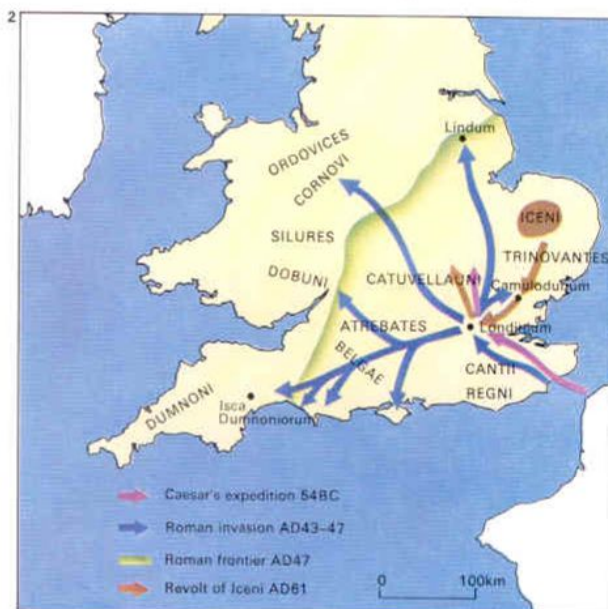 2
Lindum
ORDOVICES
CORNOVI
ICENI
SILURES
TRINOVANTES
DOBUNI
CATUVELLAUNI
Camulodunum
ATREBATES
Londinium
BELGAE
CANTII
REGNI
DUMNONI
Isca
Dumnoniorum
Caesar's expedition 54BC
Roman invasion AD43–47
Roman frontier AD47
Revolt of Iceni AD61
0 100km